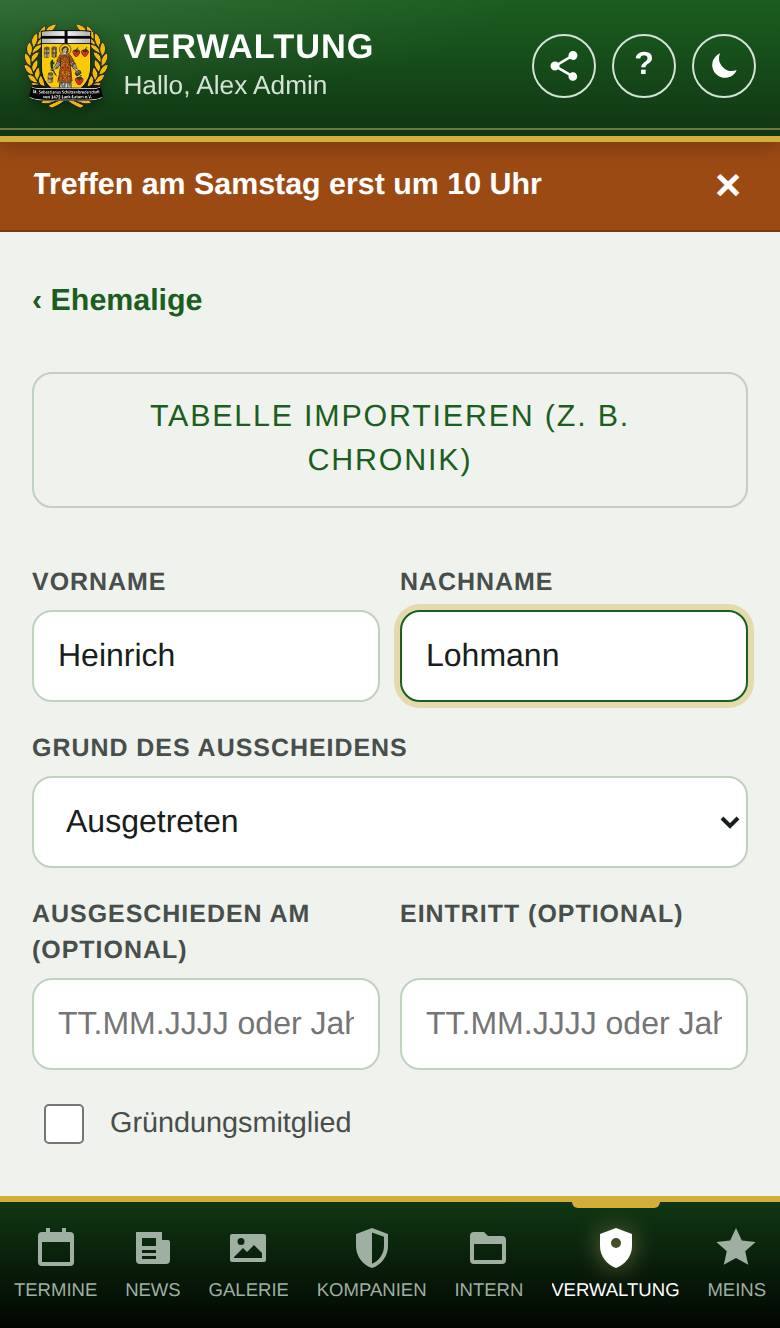 VERWALTUNG
Hallo, Alex Admin
?
Treffen am Samstag erst um 10 Uhr
×
‹ Ehemalige
TABELLE IMPORTIEREN (Z. B.
CHRONIK)
VORNAME
NACHNAME
Heinrich
Lohmann
GRUND DES AUSSCHEIDENS
Ausgetreten
AUSGESCHIEDEN AM
(OPTIONAL)
EINTRITT (OPTIONAL)
TT.MM.JJJJ oder Jah
TT.MM.JJJJ oder Jah
Gründungsmitglied
TERMINE
NEWS
GALERIE
KOMPANIEN
INTERN
VERWALTUNG
MEINS